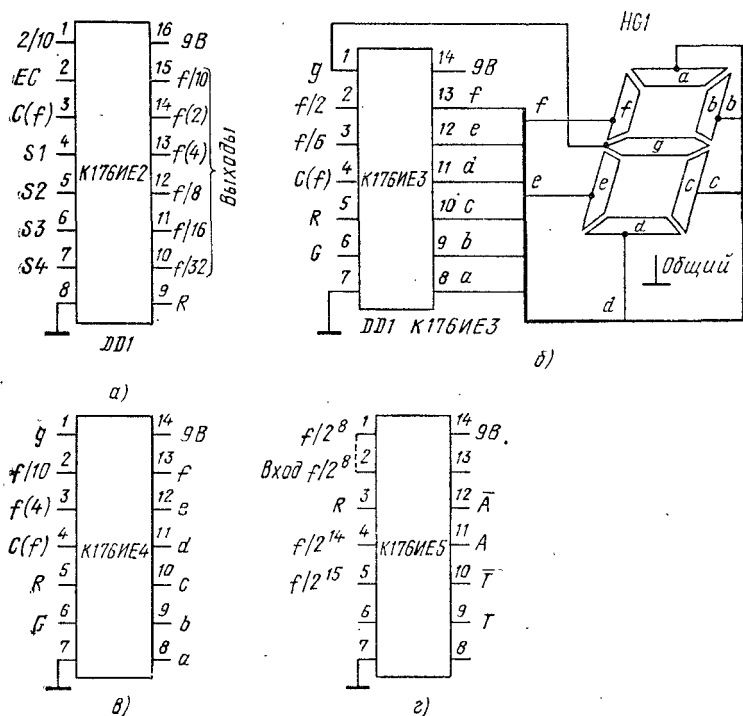 2/10 1 16 9В
EC 2 15 f/10
C(f) 3 14 f(2)
S1 4 13 f(4)
К176ИЕ2
S2 5 12 f/8
S3 6 11 f/16
S4 7 10 f/32
8 9 R
Выходы
DD1
а)
HG1
g 1 14 9В
f/2 2 13 f
f/6 3 12 e
C(f) 4 11 d
К176ИЕ3
R 5 10 c
G 6 9 b
7 8 a
DD1 К176ИЕ3
f
e
d
a
f
b b
g
e
c c
d
Общий
б)
g 1 14 9В
f/10 2 13 f
f(4) 3 12 e
C(f) 4 11 d
К176ИЕ4
R 5 10 c
G 6 9 b
7 8 a
в)
f/2⁸ 1 14 9В
Вход f/2⁸ 2 13
R 3 12 A̅
f/2¹⁴ 4 11 A
К176ИЕ5
f/2¹⁵ 5 10 T̅
6 9 T
7 8
г)